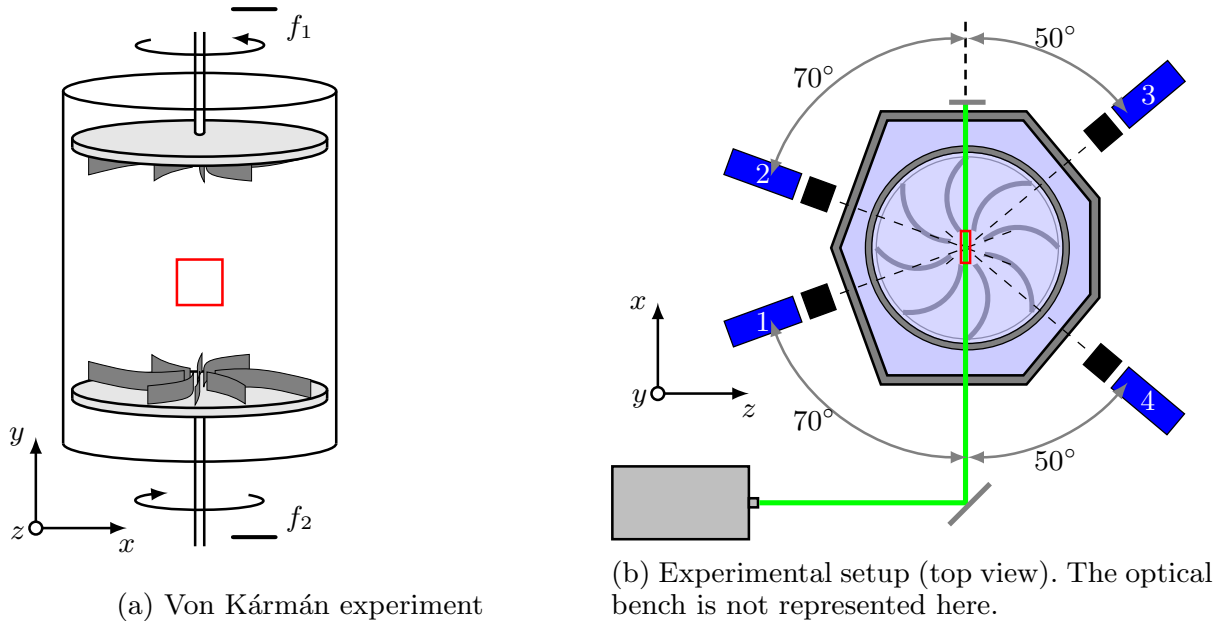 f1
f2
y
z
x
(a) Von Kármán experiment
70°
50°
3
2
1
4
x
y
z
70°
50°
(b) Experimental setup (top view). The optical
bench is not represented here.